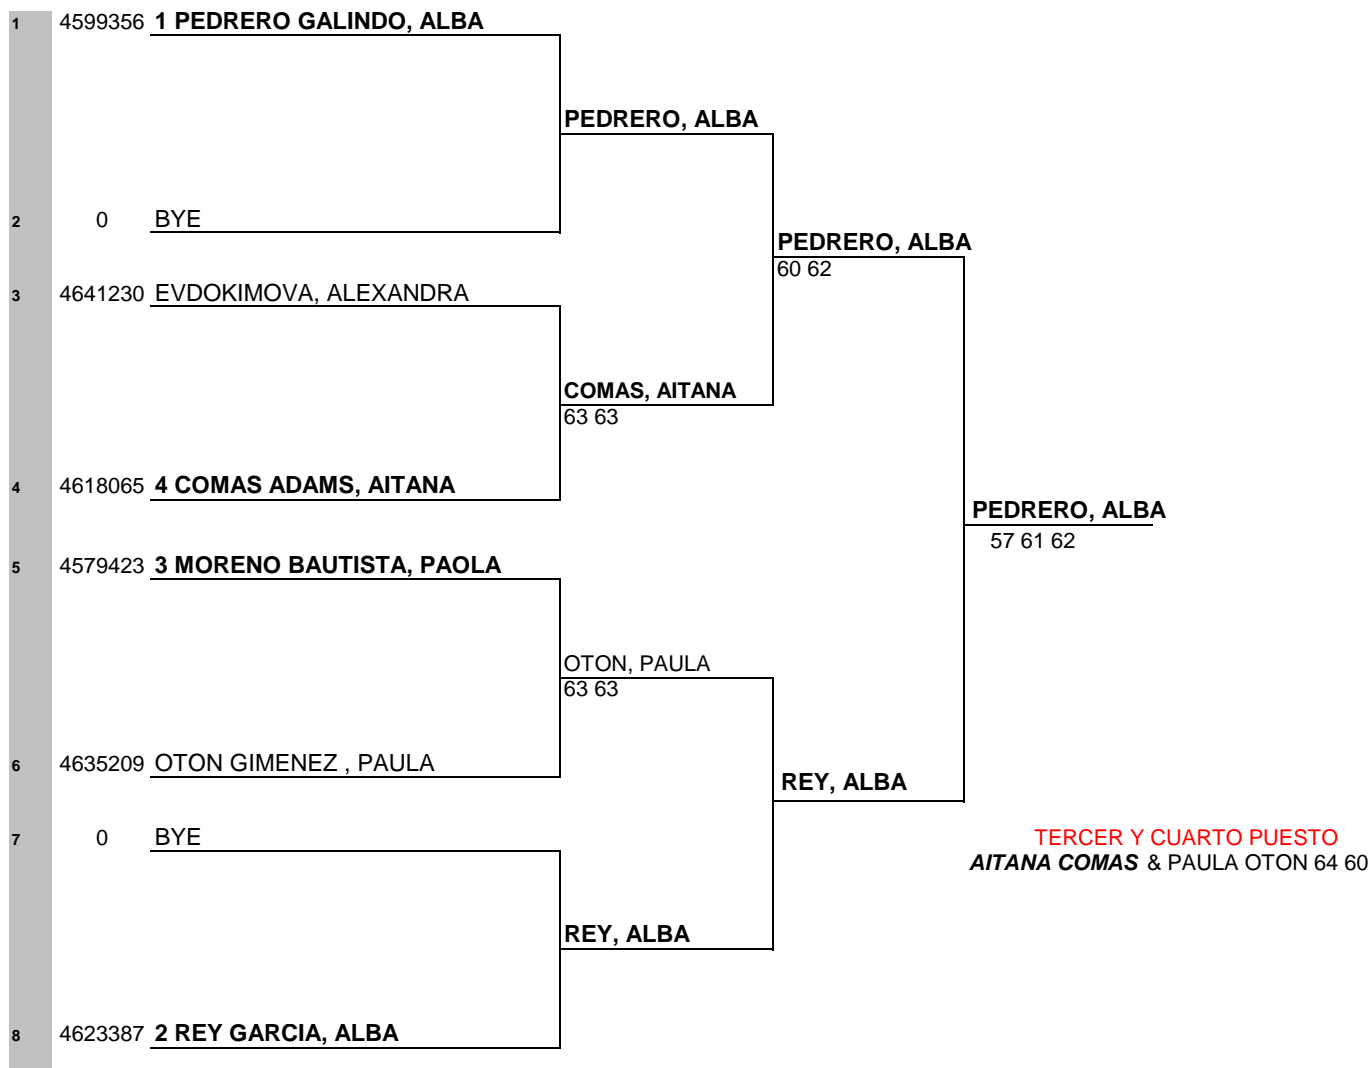 1 4599356 1 PEDRERO GALINDO, ALBA
PEDRERO, ALBA
2 0 BYE
PEDRERO, ALBA
60 62
3 4641230 EVDOKIMOVA, ALEXANDRA
COMAS, AITANA
63 63
4 4618065 4 COMAS ADAMS, AITANA
PEDRERO, ALBA
57 61 62
5 4579423 3 MORENO BAUTISTA, PAOLA
OTON, PAULA
63 63
6 4635209 OTON GIMENEZ , PAULA
REY, ALBA
7 0 BYE
TERCER Y CUARTO PUESTO
AITANA COMAS & PAULA OTON 64 60
REY, ALBA
8 4623387 2 REY GARCIA, ALBA